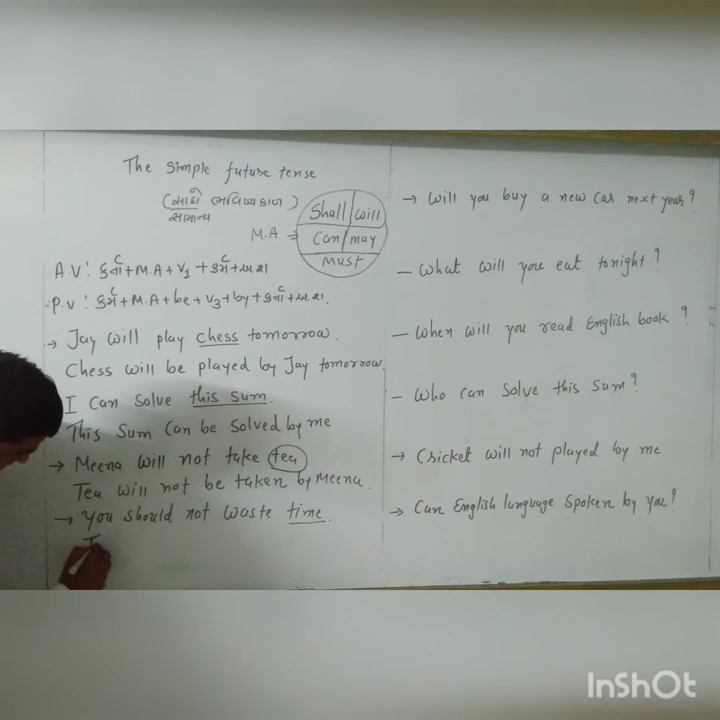 The Simple future tense
(સાદો ભવિષ્યકાળ)
સામાન્ય
M.A →
Shall will
Can may
Must
A.V: કર્તા + M.A + V1 + કર્મ + અ.શ
P.V: કર્મ + M.A + be + V3 + by + કર્તા + અ.શ.
→ Jay will play chess tomorrow.
Chess will be played by Jay tomorrow.
I Can Solve this Sum.
This Sum Can be Solved by me
→ Meena will not take tea
Tea will not be taken by Meena.
→ You should not waste time.
T
→ Will you buy a new Car next year?
– What will you eat tonight?
– When will you read English book?
– Who can Solve this Sum?
→ Cricket will not played by me
→ Can English language Spoken by you?
InShOt